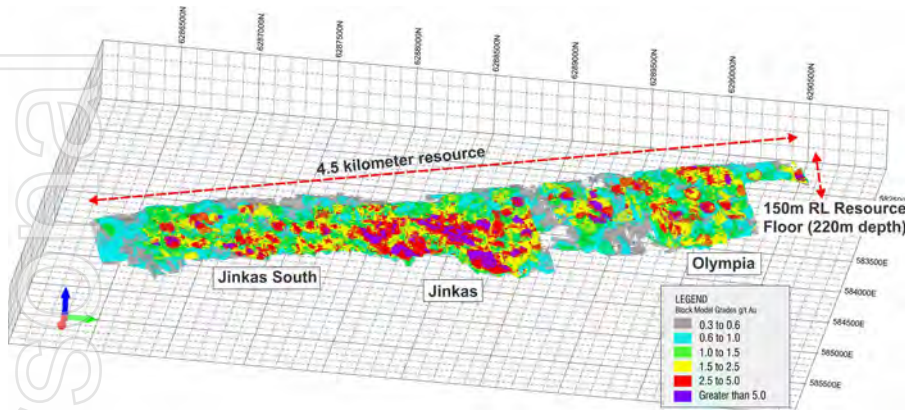 6286500N
6287000N
6287500N
6288000N
6288500N
6289000N
6289500N
6290000N
6290500N
4.5 kilometer resource
150m RL Resource
Floor (220m depth)
583500E
584000E
584500E
585000E
585500E
Jinkas South
Jinkas
Olympia
LEGEND
Block Model Grades g/t Au
0.3 to 0.6
0.6 to 1.0
1.0 to 1.5
1.5 to 2.5
2.5 to 5.0
Greater than 5.0